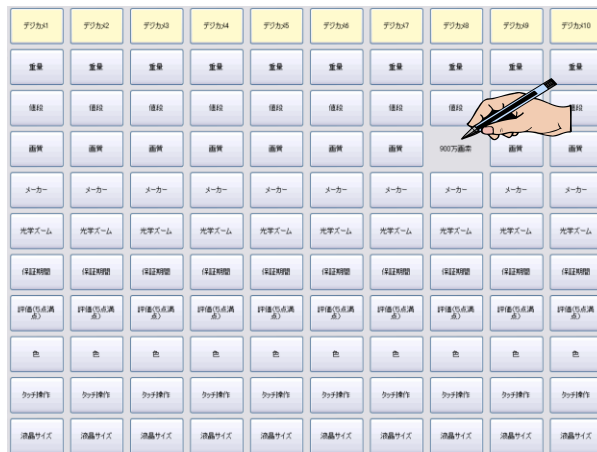 デジカメ1 デジカメ2 デジカメ3 デジカメ4 デジカメ5 デジカメ6 デジカメ7 デジカメ8 デジカメ9 デジカメ10
重量 重量 重量 重量 重量 重量 重量 重量 重量 重量
値段 値段 値段 値段 値段 値段 値段 値段 値段
画質 画質 画質 画質 画質 画質 画質 900万画素 画質 画質
メーカー メーカー メーカー メーカー メーカー メーカー メーカー メーカー メーカー メーカー
光学ズーム 光学ズーム 光学ズーム 光学ズーム 光学ズーム 光学ズーム 光学ズーム 光学ズーム 光学ズーム 光学ズーム
保証期間 保証期間 保証期間 保証期間 保証期間 保証期間 保証期間 保証期間 保証期間 保証期間
評価(5点満 評価(5点満 評価(5点満 評価(5点満 評価(5点満 評価(5点満 評価(5点満 評価(5点満 評価(5点満 評価(5点満
点) 点) 点) 点) 点) 点) 点) 点) 点) 点)
色 色 色 色 色 色 色 色 色 色
タッチ操作 タッチ操作 タッチ操作 タッチ操作 タッチ操作 タッチ操作 タッチ操作 タッチ操作 タッチ操作 タッチ操作
液晶サイズ 液晶サイズ 液晶サイズ 液晶サイズ 液晶サイズ 液晶サイズ 液晶サイズ 液晶サイズ 液晶サイズ 液晶サイズ